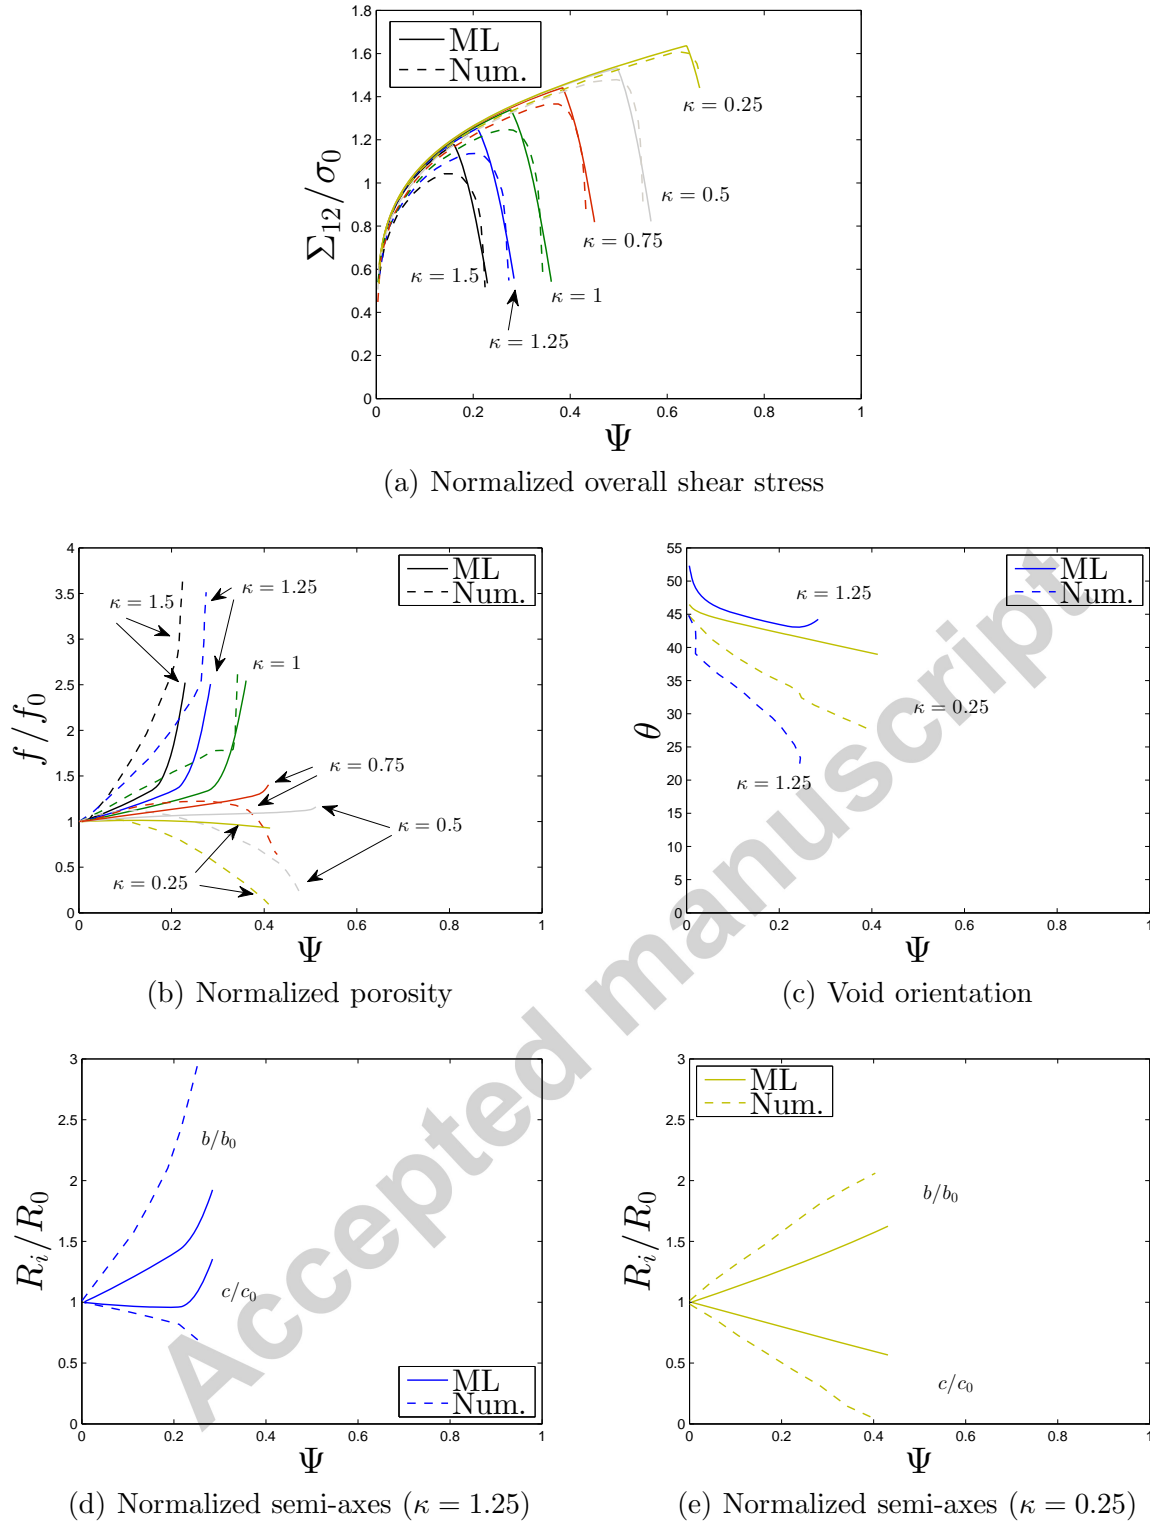 1.8
1.6
1.4
1.2
1
0.8
0.6
0.4
0.2
0
0 0.2 0.4 0.6 0.8 1
Σ12/σ0
Ψ
ML
Num.
κ = 0.25
κ = 0.5
κ = 0.75
κ = 1.5
κ = 1
κ = 1.25
(a) Normalized overall shear stress
4
3.5
3
2.5
2
1.5
1
0.5
0
0 0.2 0.4 0.6 0.8 1
f/f0
Ψ
ML
Num.
κ = 1.5
κ = 1.25
κ = 1
κ = 0.75
κ = 0.5
κ = 0.25
(b) Normalized porosity
55
50
45
40
35
30
25
20
15
10
5
0
0 0.2 0.4 0.6 0.8 1
θ
Ψ
ML
Num.
κ = 1.25
κ = 0.25
κ = 1.25
(c) Void orientation
3
2.5
2
1.5
1
0.5
0
0 0.2 0.4 0.6 0.8 1
Ri/R0
Ψ
b/b0
c/c0
ML
Num.
(d) Normalized semi-axes (κ = 1.25)
3
2.5
2
1.5
1
0.5
0
0 0.2 0.4 0.6 0.8 1
Ri/R0
Ψ
ML
Num.
b/b0
c/c0
(e) Normalized semi-axes (κ = 0.25)
Accepted manuscript